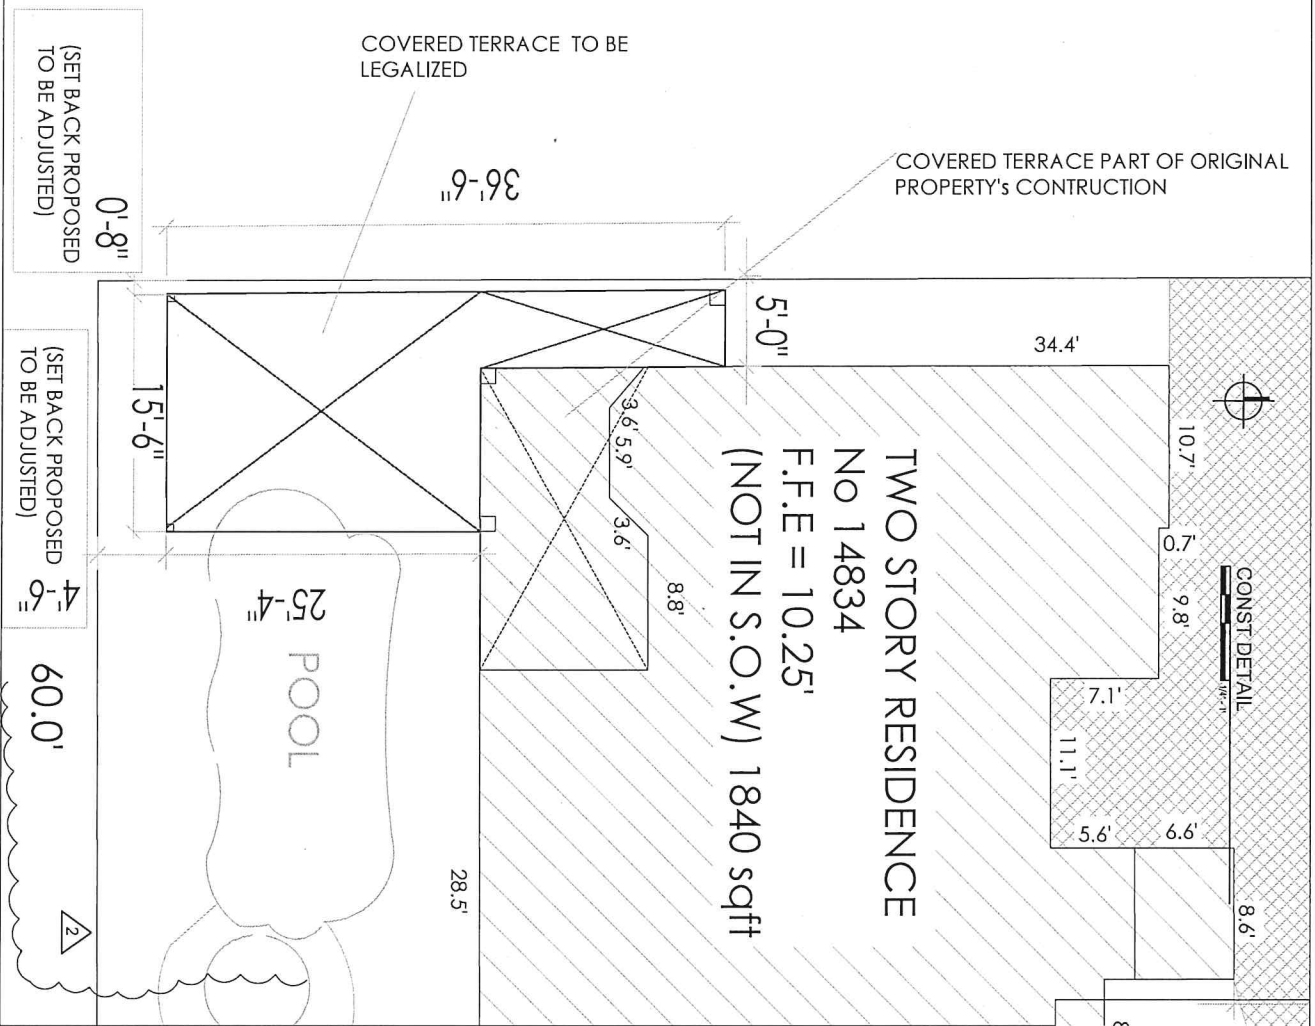 COVERED TERRACE TO BE
LEGALIZED
COVERED TERRACE PART OF ORIGINAL
PROPERTY's CONTRUCTION
(SET BACK PROPOSED
TO BE ADJUSTED)
0'-8"
36'-6"
5'-0"
34.4'
10.7'
0.7'
9.8'
CONST DETAIL
7.1'
11.1'
5.6'
6.6'
8.6'
3.6'
5.9'
3.6'
8.8'
TWO STORY RESIDENCE
No 14834
F.F.E = 10.25'
(NOT IN S.O.W) 1840 sqft
15'-6"
(SET BACK PROPOSED
TO BE ADJUSTED)
4'-6"
25'-4"
POOL
60.0'
28.5'
2